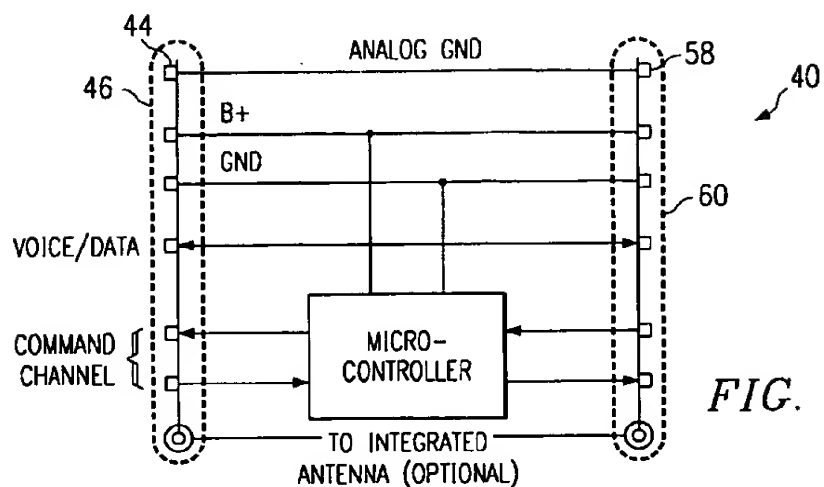 44
ANALOG GND
58
46
40
B+
GND
60
VOICE/DATA
COMMAND
CHANNEL
MICRO-
CONTROLLER
FIG.
TO INTEGRATED
ANTENNA (OPTIONAL)